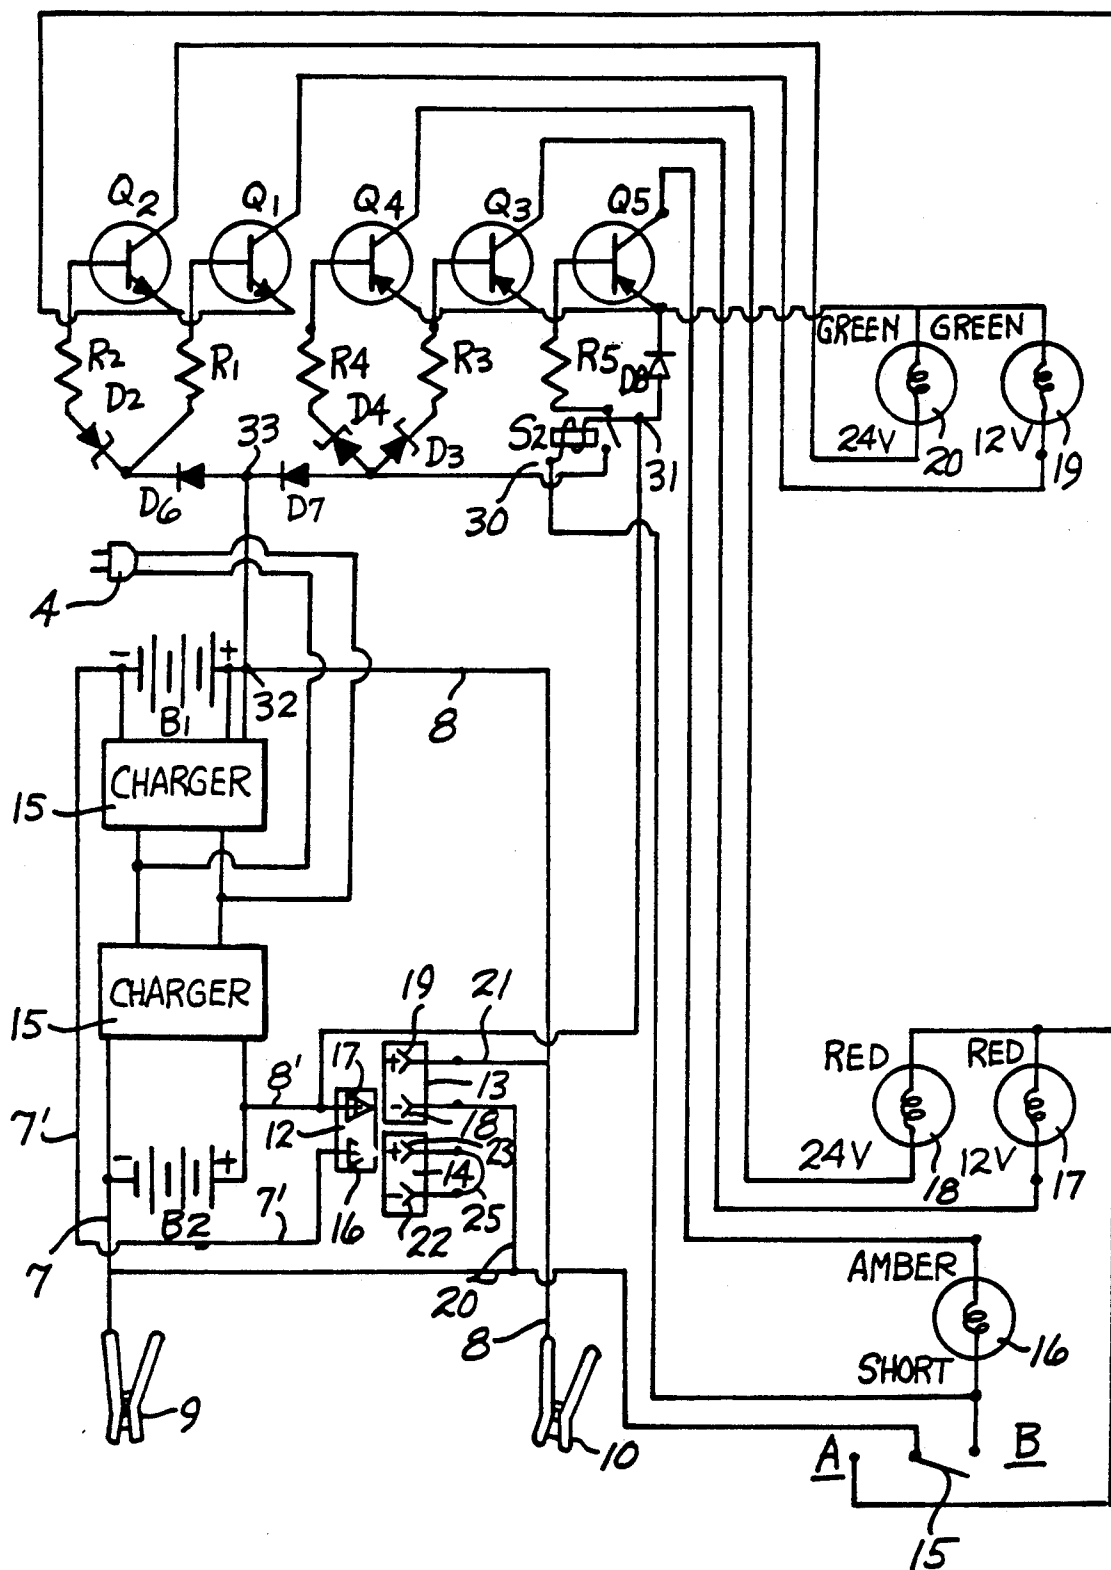 Q2 Q1 Q4 Q3 Q5
GREEN GREEN
R2 R1 R4 R3 R5 D8
D2 D4
D3
S2
24V 20 12V 19
33
31
D6 D7 30
4
- +
B1 32 8
CHARGER
15
CHARGER
15
19 21
+
17 13
8'
- 18
12
7'
+ 23
14
- 25
16 22
- +
B2 7'
7
20
8
9
10
RED RED
24V 18 12V 17
AMBER
16
SHORT
A B
15